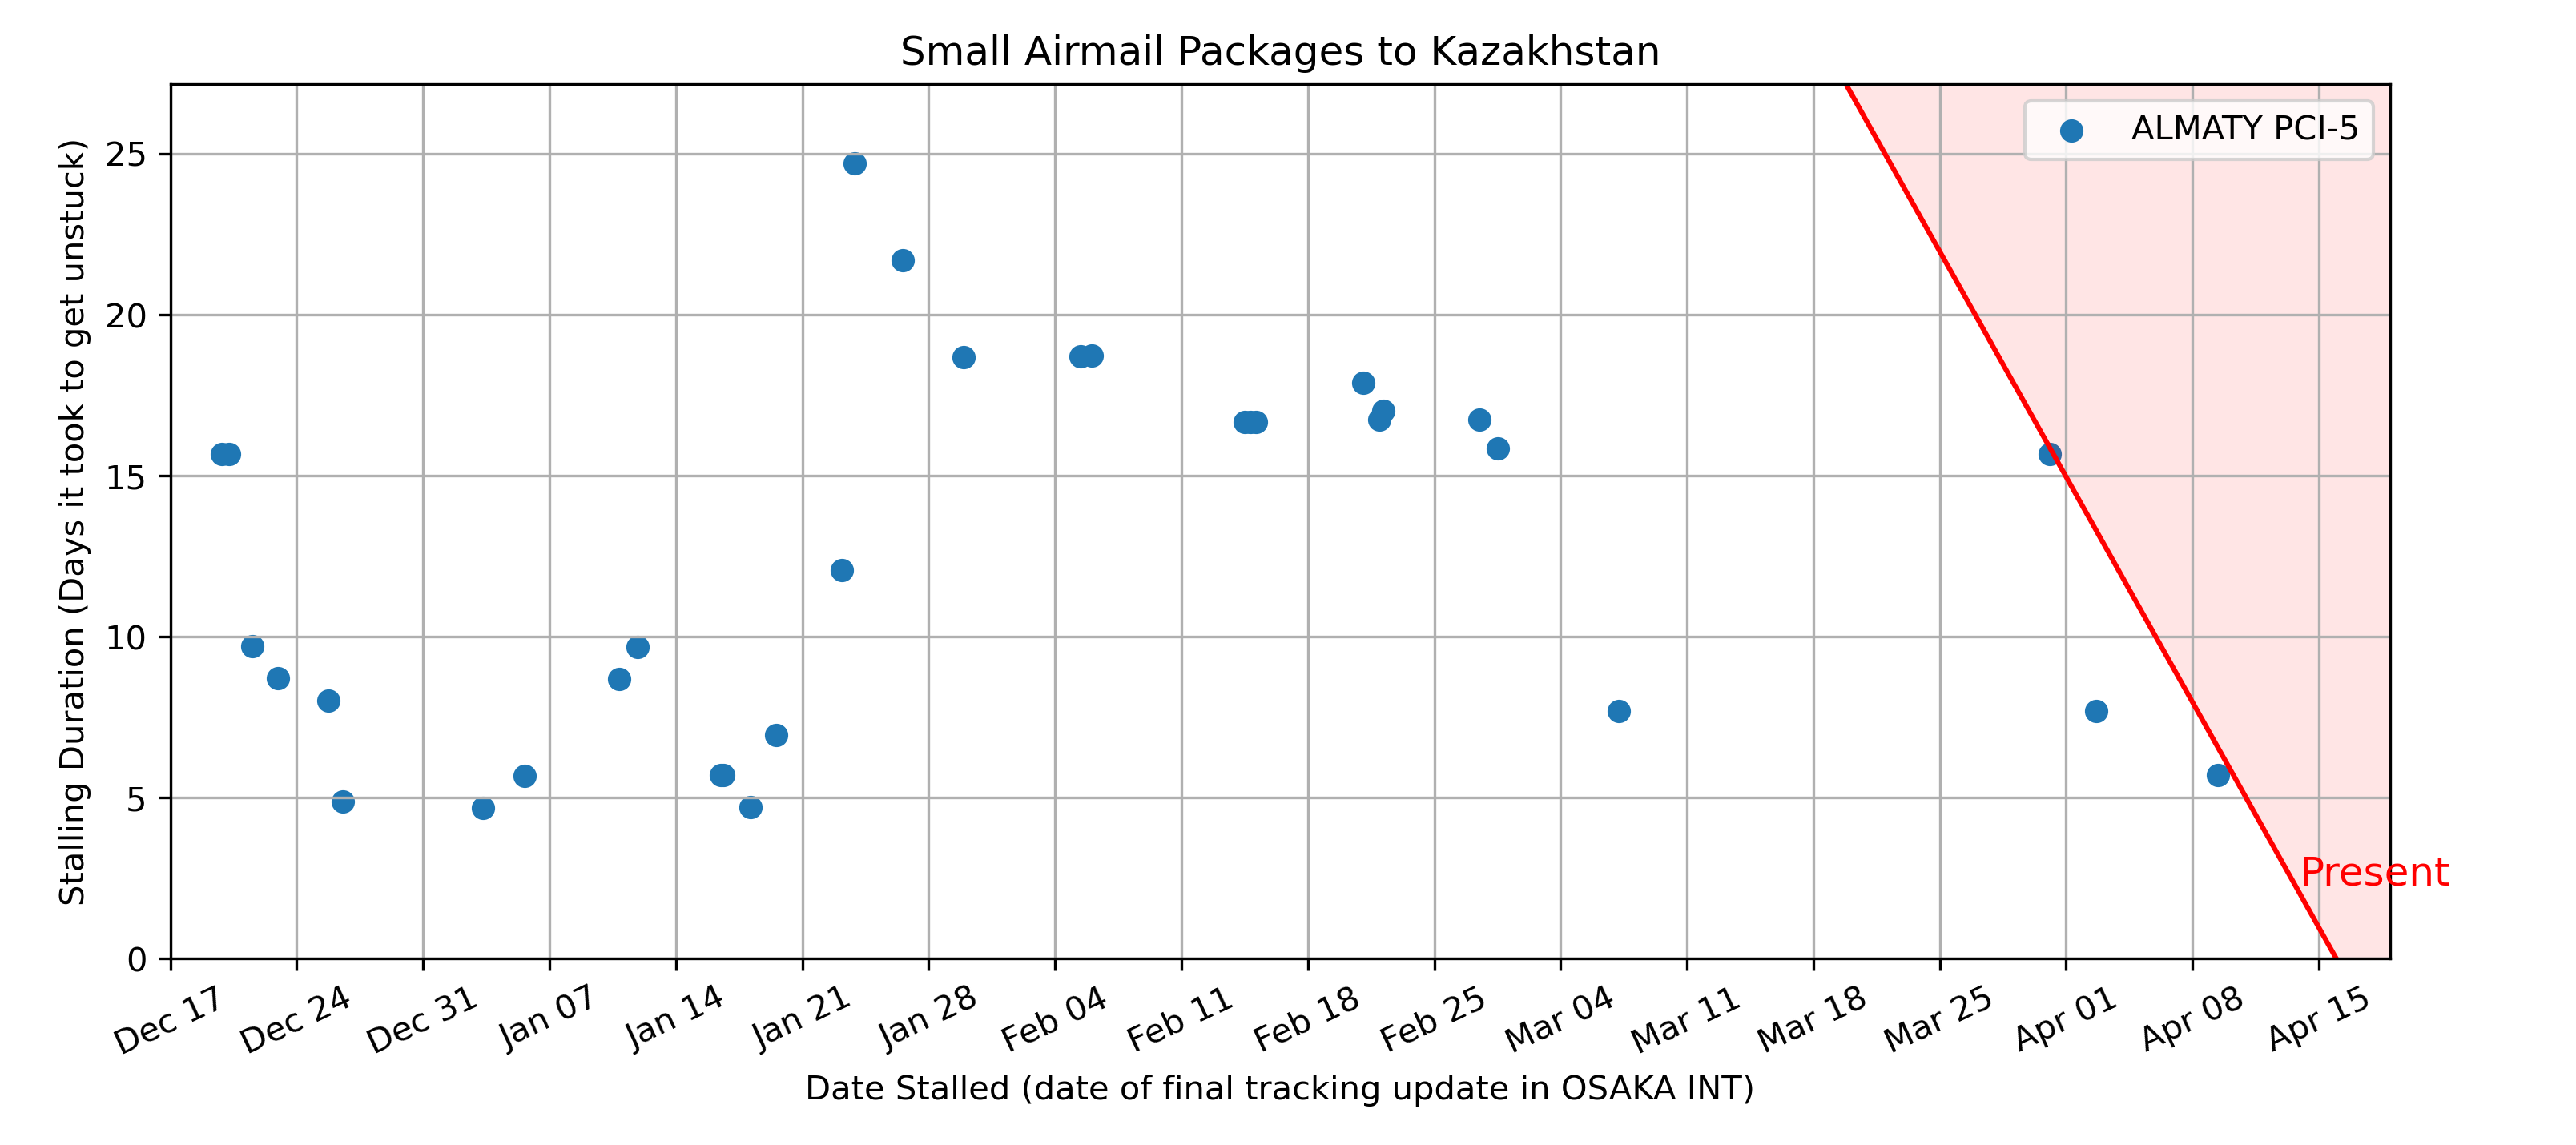 Small Airmail Packages to Kazakhstan
ALMATY PCI-5
Stalling Duration (Days it took to get unstuck)
25
20
15
10
5
0
Present
Dec 17
Dec 24
Dec 31
Jan 07
Jan 14
Jan 21
Jan 28
Feb 04
Feb 11
Feb 18
Feb 25
Mar 04
Mar 11
Mar 18
Mar 25
Apr 01
Apr 08
Apr 15
Date Stalled (date of final tracking update in OSAKA INT)